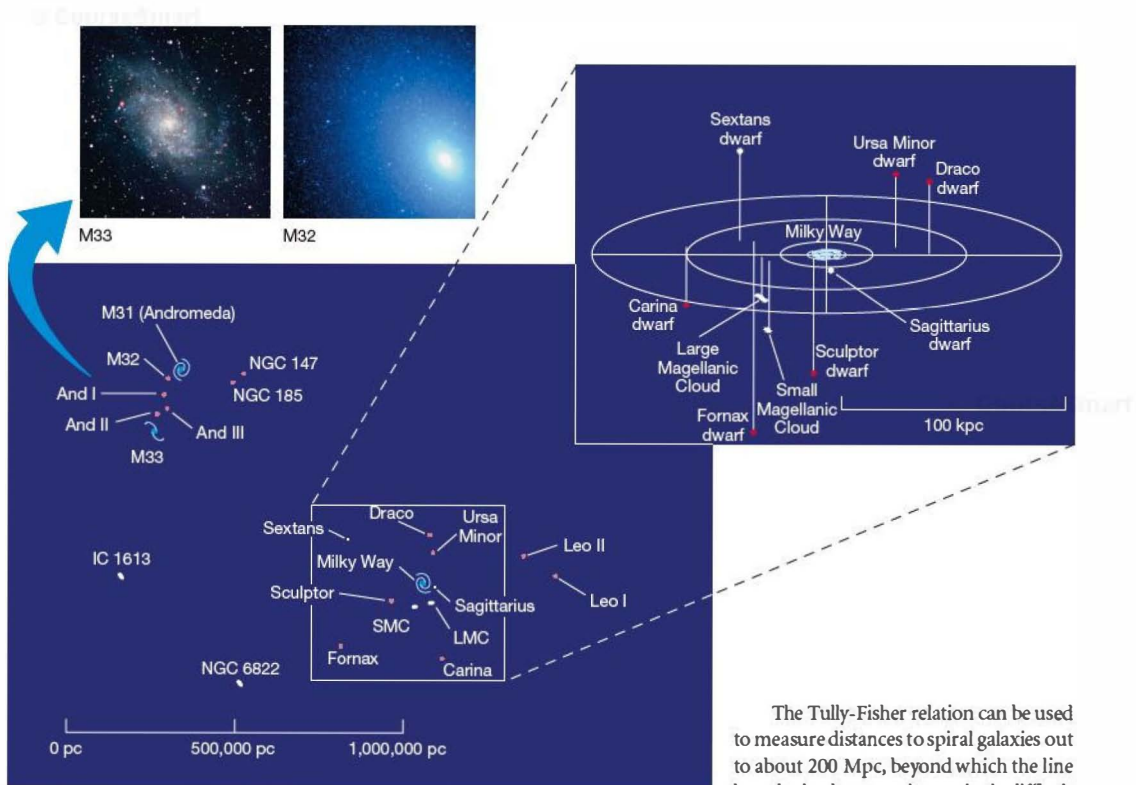 M33
M32
M31 (Andromeda)
M32
NGC 147
And I
NGC 185
And II
And III
M33
IC 1613
NGC 6822
Sextans
Draco
Ursa
Minor
Milky Way
Sculptor
Sagittarius
SMC
LMC
Fornax
Carina
Leo II
Leo I
0 pc
500,000 pc
1,000,000 pc
Sextans
dwarf
Ursa Minor
dwarf
Draco
dwarf
Milky Way
Carina
dwarf
Large
Magellanic
Cloud
Sagittarius
dwarf
Sculptor
dwarf
Small
Magellanic
Cloud
Fornax
dwarf
100 kpc
The Tully-Fisher relation can be used
to measure distances to spiral galaxies out
to about 200 Mpc, beyond which the line